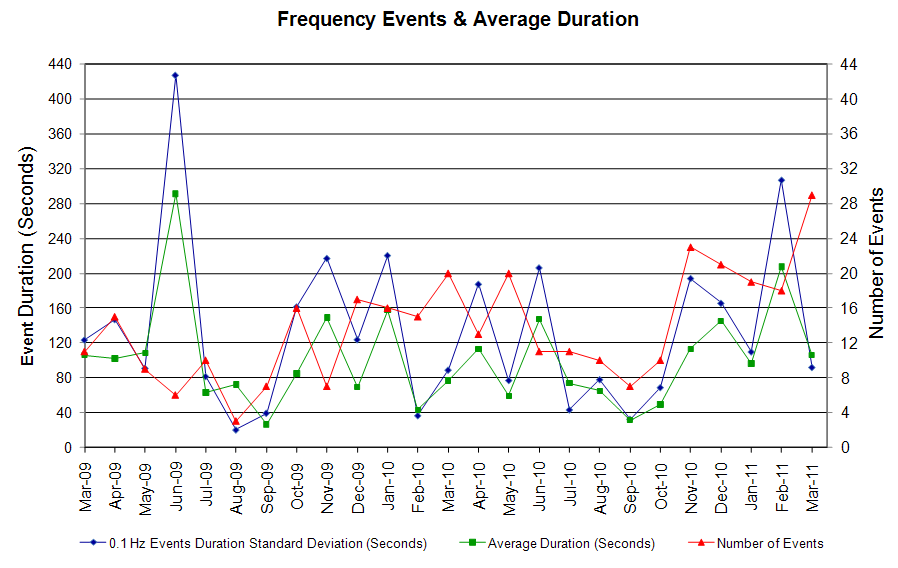 Frequency Events & Average Duration
440
400
360
320
280
240
200
160
120
80
40
0
Event Duration (Seconds)
44
40
36
32
28
24
20
16
12
8
4
0
Number of Events
Mar-09
Apr-09
May-09
Jun-09
Jul-09
Aug-09
Sep-09
Oct-09
Nov-09
Dec-09
Jan-10
Feb-10
Mar-10
Apr-10
May-10
Jun-10
Jul-10
Aug-10
Sep-10
Oct-10
Nov-10
Dec-10
Jan-11
Feb-11
Mar-11
0.1 Hz Events Duration Standard Deviation (Seconds)
Average Duration (Seconds)
Number of Events